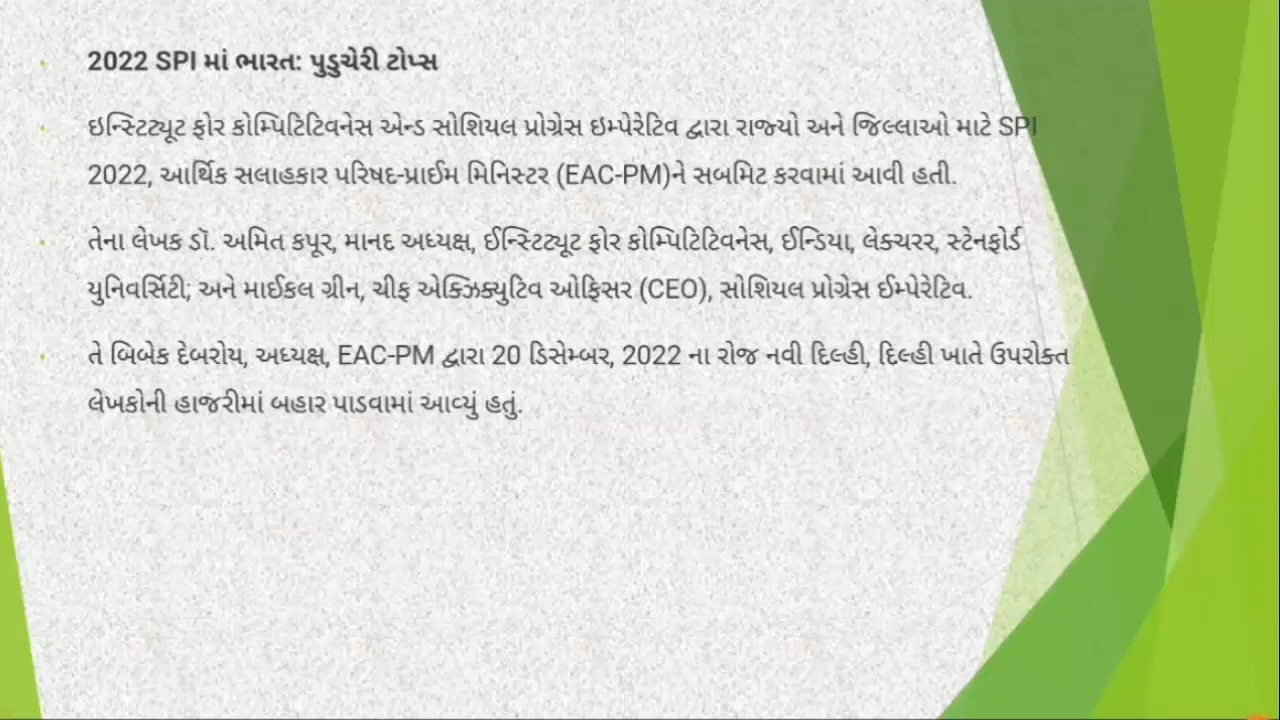 2022 SPI માં ભારત: પુડુચેરી ટોપ્સ
ઇન્સ્ટિટ્યૂટ ફોર કોમ્પિટિટિવનેસ એન્ડ સોશિયલ પ્રોગ્રેસ ઇમ્પેરેટિવ દ્વારા રાજ્યો અને જિલ્લાઓ માટે SPI
2022, આર્થિક સલાહકાર પરિષદ-પ્રાઈમ મિનિસ્ટર (EAC-PM)ને સબમિટ કરવામાં આવી હતી.
તેના લેખક ડૉ. અમિત કપૂર, માનદ અધ્યક્ષ, ઈન્સ્ટિટ્યૂટ ફોર કોમ્પિટિટિવનેસ, ઈન્ડિયા, લેક્ચરર, સ્ટેનફોર્ડ
યુનિવર્સિટી; અને માઈકલ ગ્રીન, ચીફ એક્ઝિક્યુટિવ ઓફિસર (CEO), સોશિયલ પ્રોગ્રેસ ઈમ્પેરેટિવ.
તે બિબેક દેબરોય, અધ્યક્ષ, EAC-PM દ્વારા 20 ડિસેમ્બર, 2022 ના રોજ નવી દિલ્હી, દિલ્હી ખાતે ઉપરોક્ત
લેખકોની હાજરીમાં બહાર પાડવામાં આવ્યું હતું.